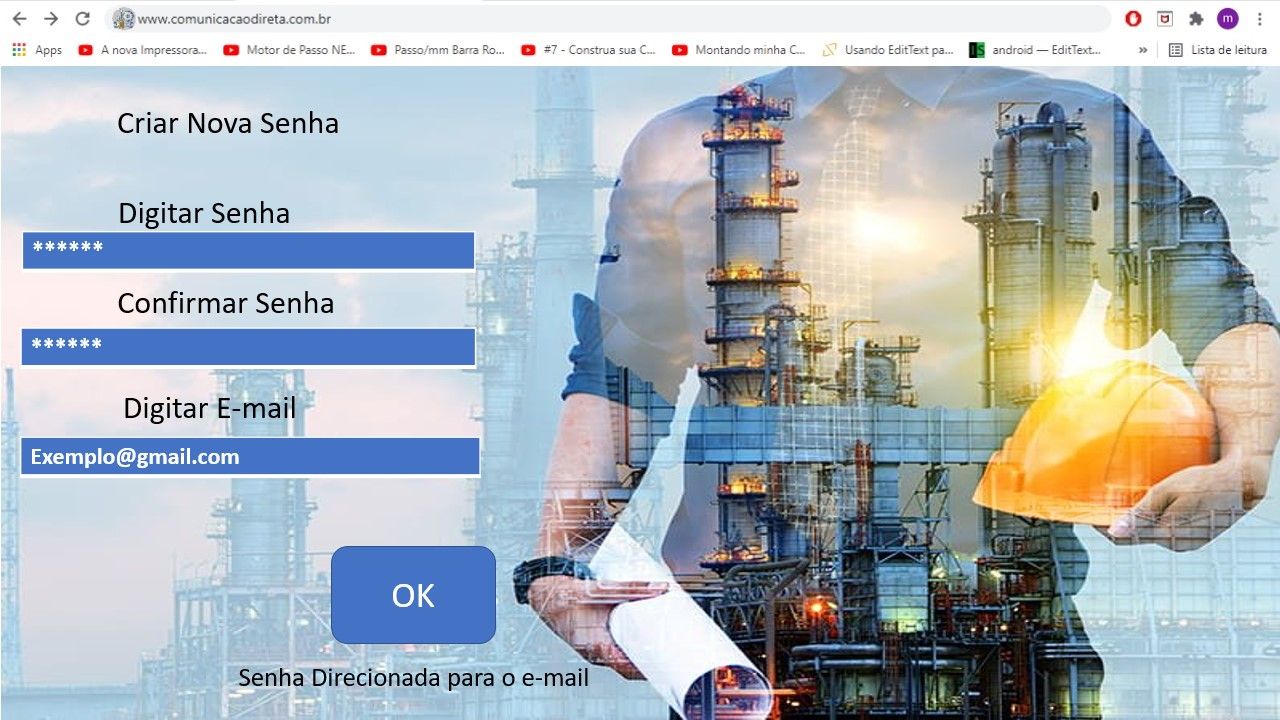 www.comunicacaodireta.com.br
m
Apps A nova Impressora... Motor de Passo NE... Passo/mm Barra Ro... #7 - Construa sua C... Montando minha C... Usando EditText pa... android — EditText... » Lista de leitura
Criar Nova Senha
Digitar Senha
******
Confirmar Senha
******
Digitar E-mail
Exemplo@gmail.com
OK
Senha Direcionada para o e-mail